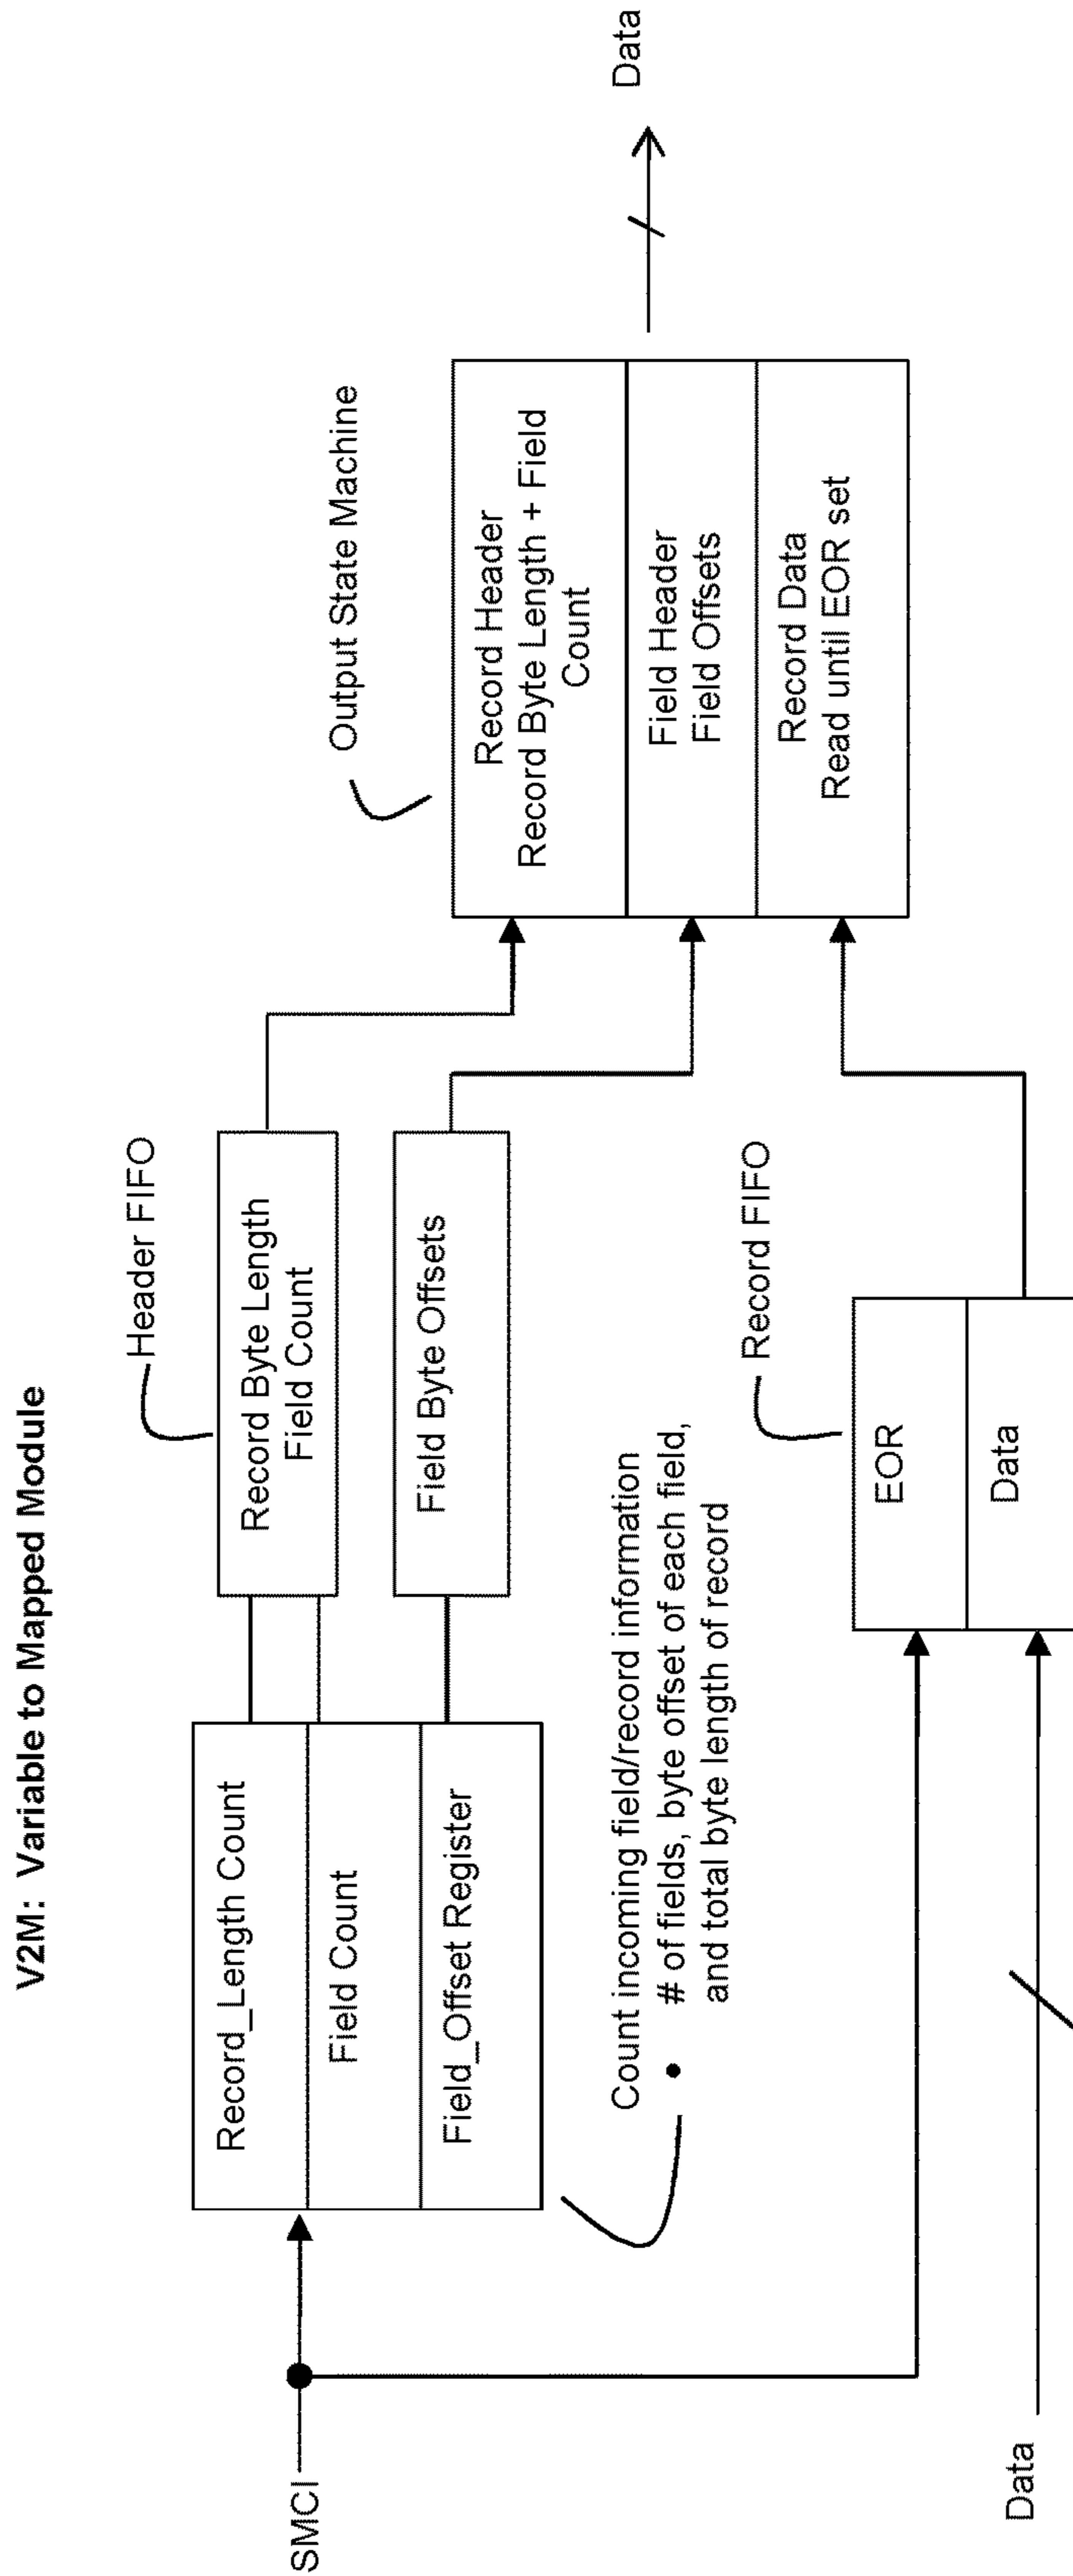 V2M: Variable to Mapped Module
SMCI
Record_Length Count
Field Count
Field_Offset Register
Header FIFO
Record Byte Length
Field Count
Field Byte Offsets
Output State Machine
Record Header
Record Byte Length + Field
Count
Field Header
Field Offsets
Record Data
Read until EOR set
Data
Count incoming field/record information
• # of fields, byte offset of each field,
and total byte length of record
Record FIFO
EOR
Data
Data